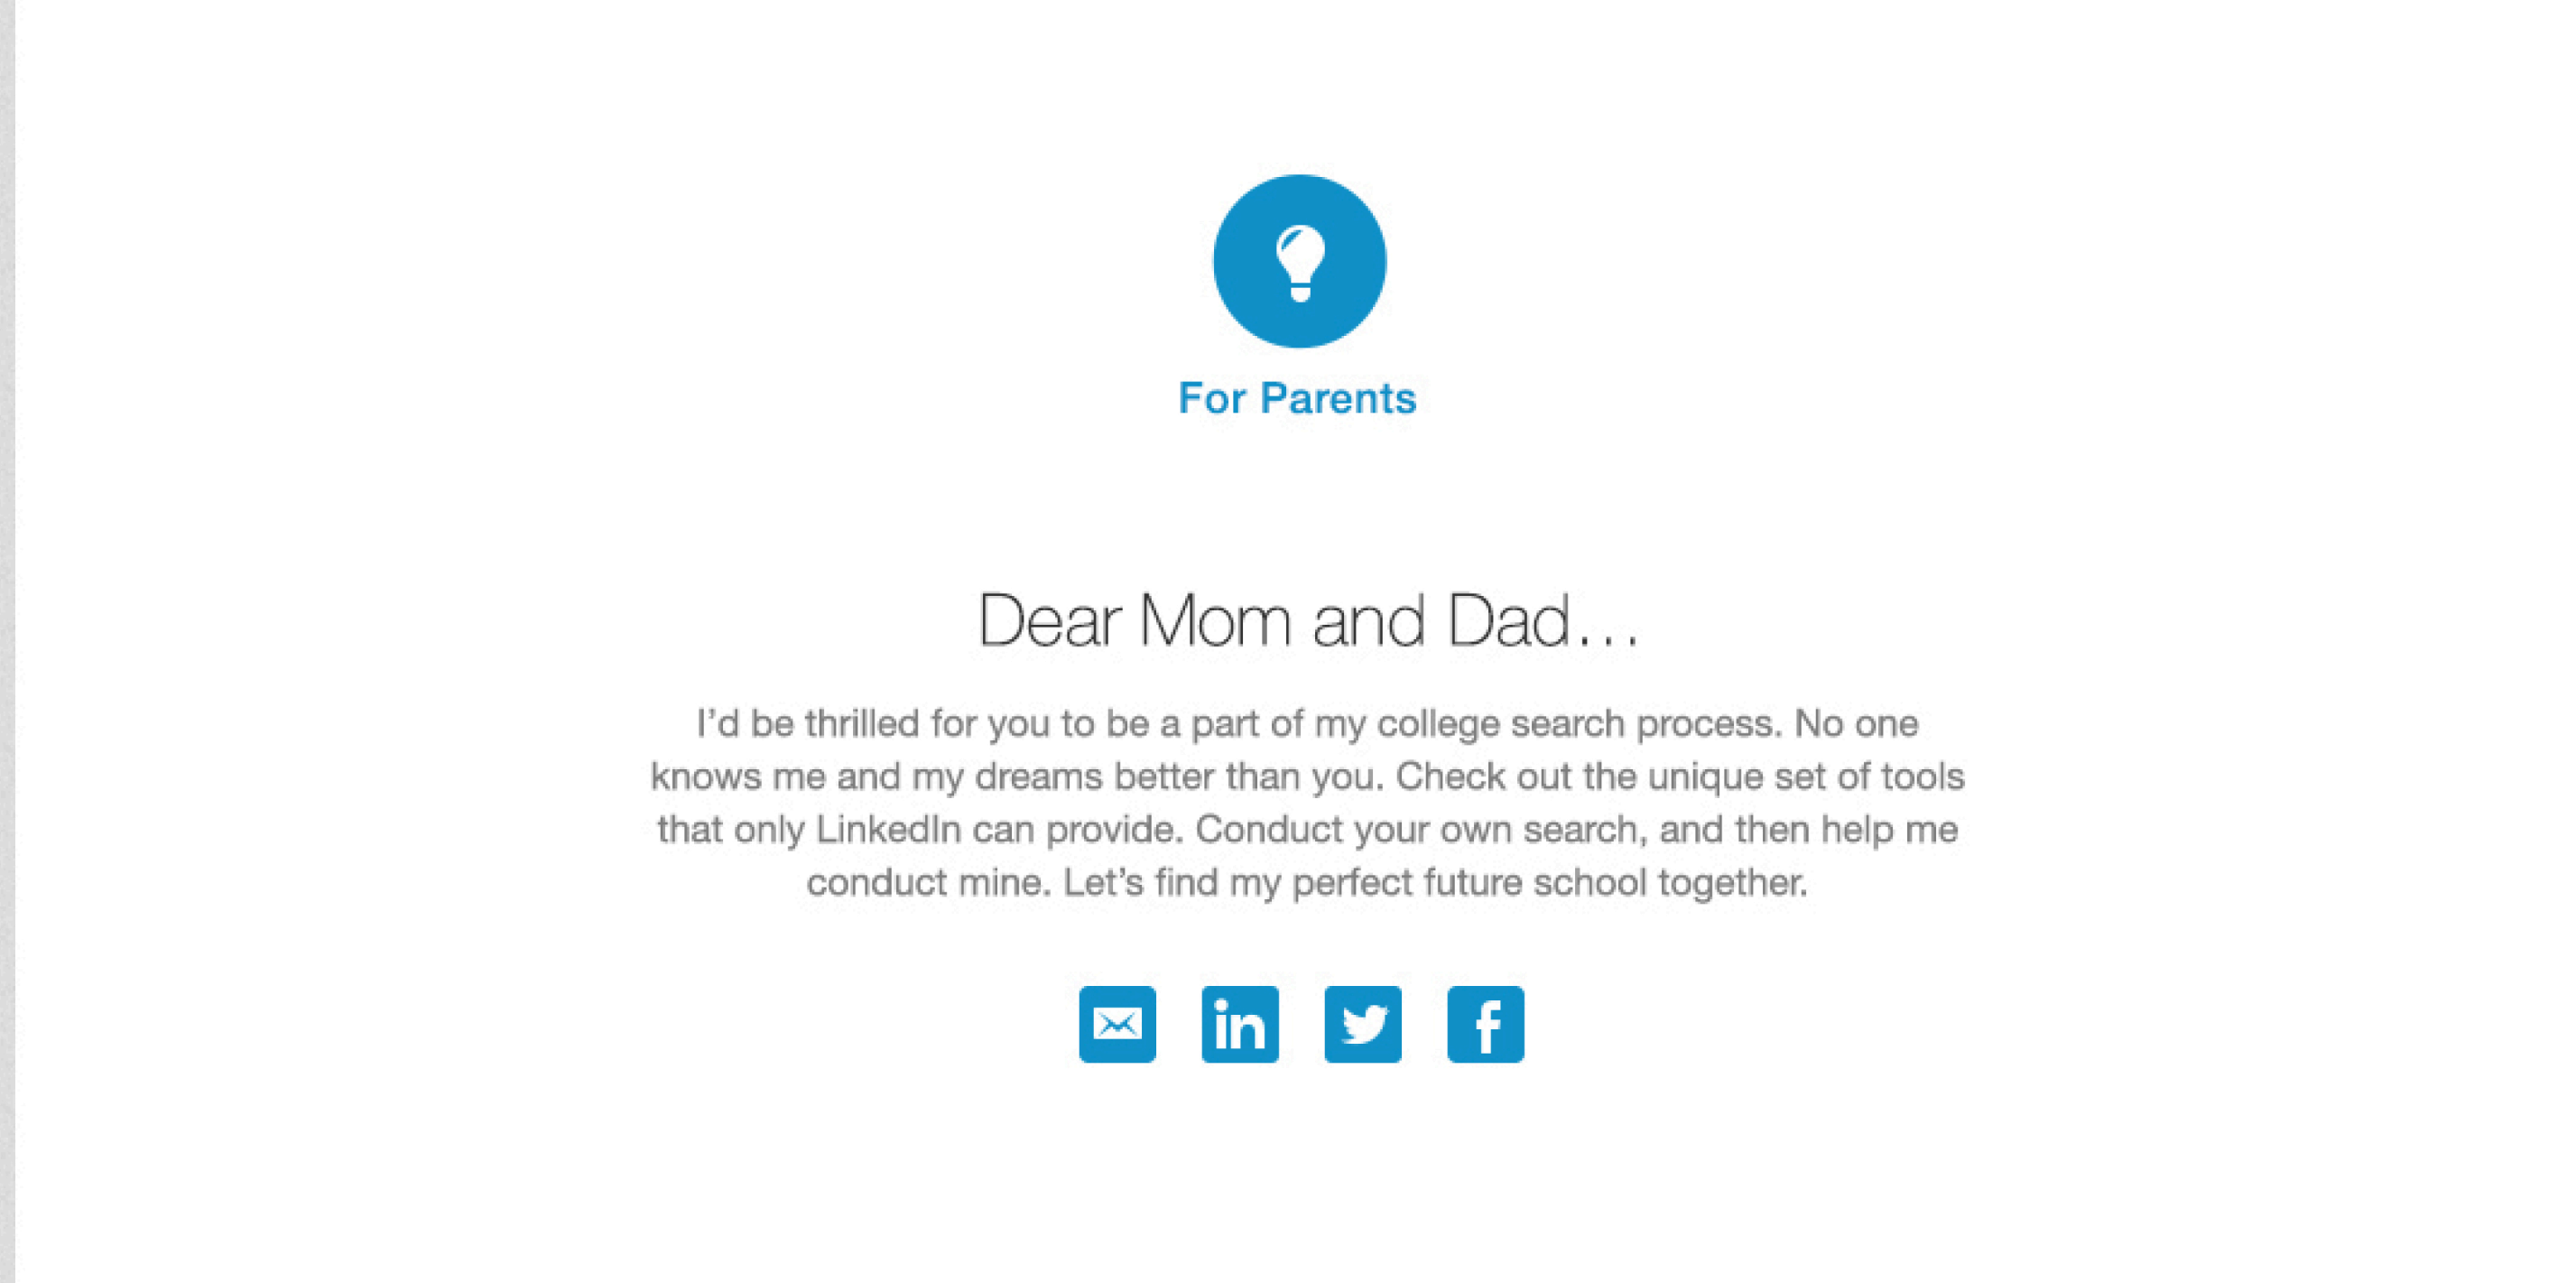 For Parents
Dear Mom and Dad…
I’d be thrilled for you to be a part of my college search process. No one
knows me and my dreams better than you. Check out the unique set of tools
that only LinkedIn can provide. Conduct your own search, and then help me
conduct mine. Let’s find my perfect future school together.
in f